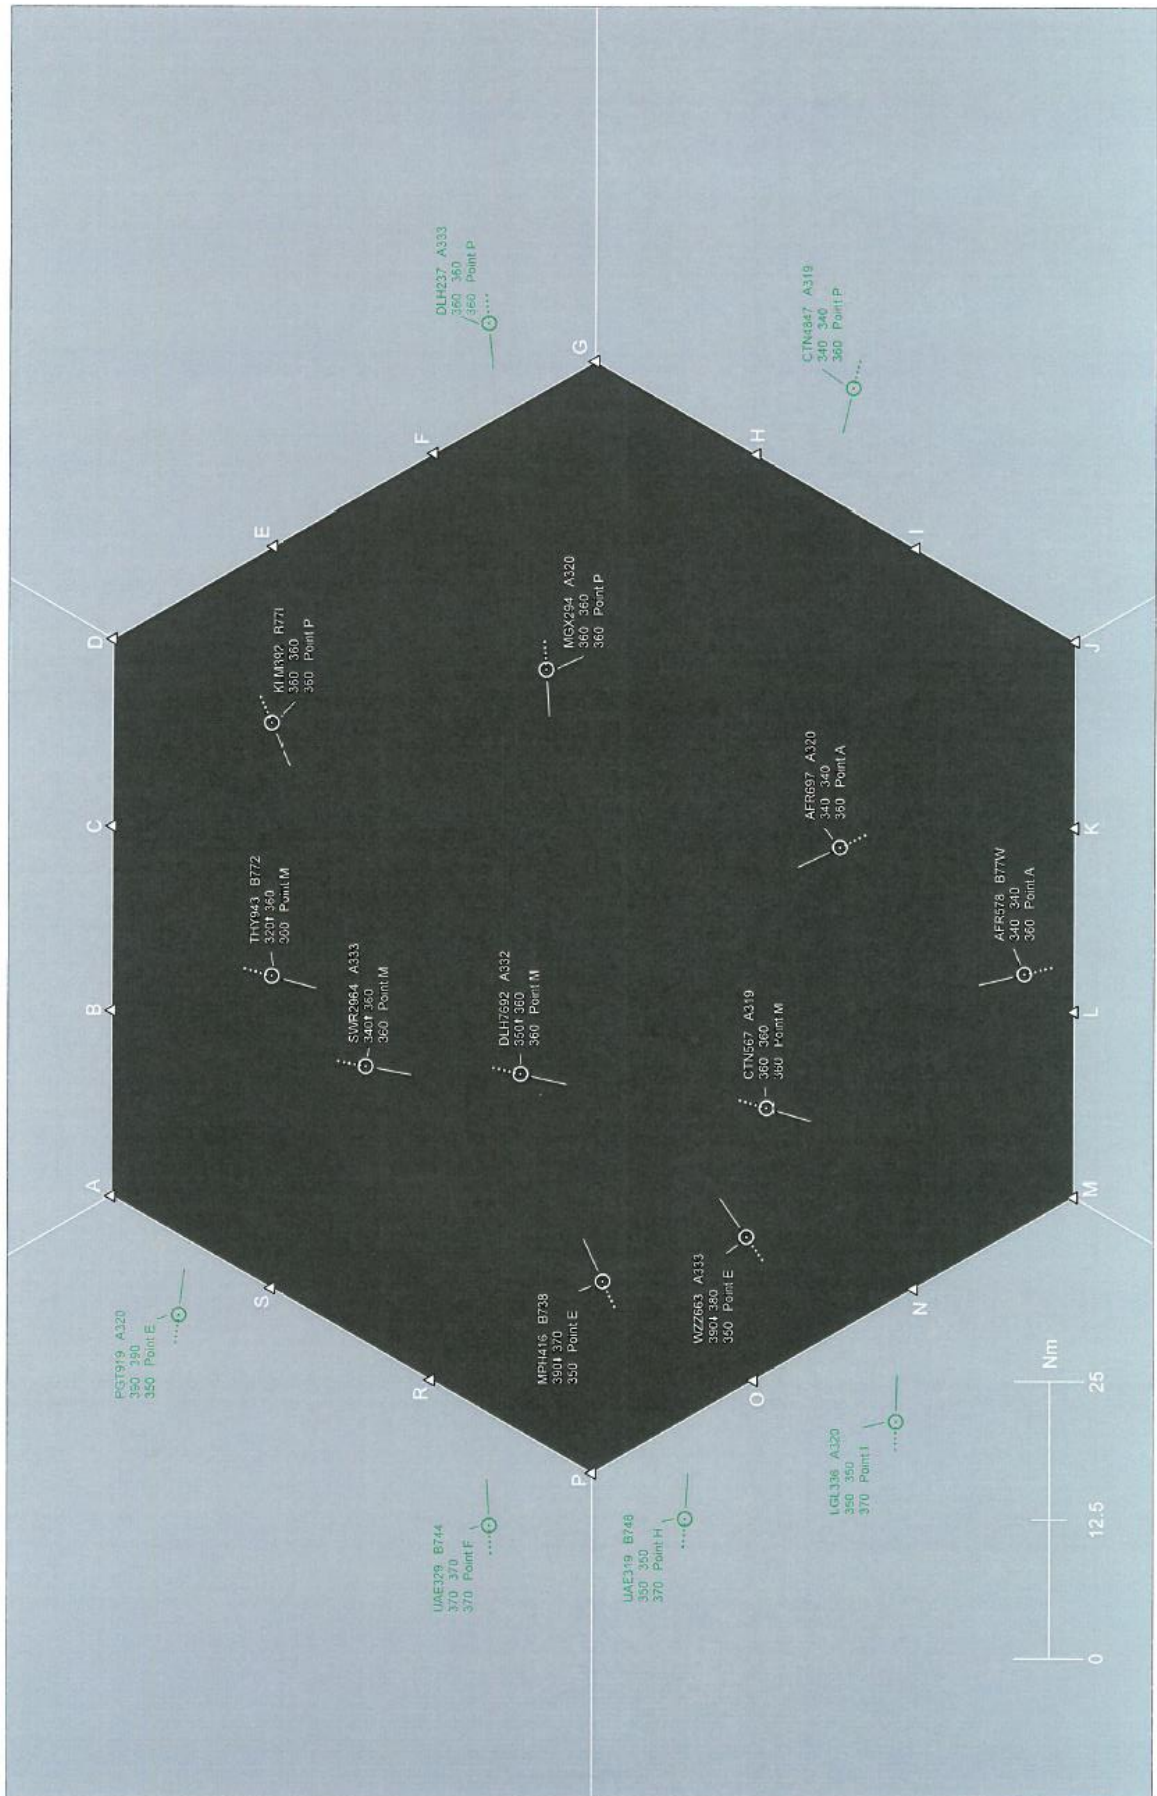 A
B
C
D
E
F
G
H
I
J
K
L
M
N
O
P
R
S
PGT919 A320
390 390
350 Point E
UAE329 B744
370 370
370 Point F
UAE319 B748
350 350
370 Point H
LGL336 A320
350 350
370 Point I
MPH416 B738
390⬇ 370
350 Point E
WZZ663 A333
390⬇ 380
350 Point E
THY943 B772
320⬆ 360
360 Point M
SWR2964 A333
340⬆ 360
360 Point M
DLH7692 A332
350⬆ 360
360 Point M
CTN567 A319
360 360
360 Point M
KLM392 B77l
360 360
360 Point P
MGX294 A320
360 360
360 Point P
AFR697 A320
340 340
360 Point A
AFR578 B77W
340 340
360 Point A
DLH237 A333
360 360
360 Point P
CTN4847 A319
340 340
360 Point P
0 12.5 25
Nm